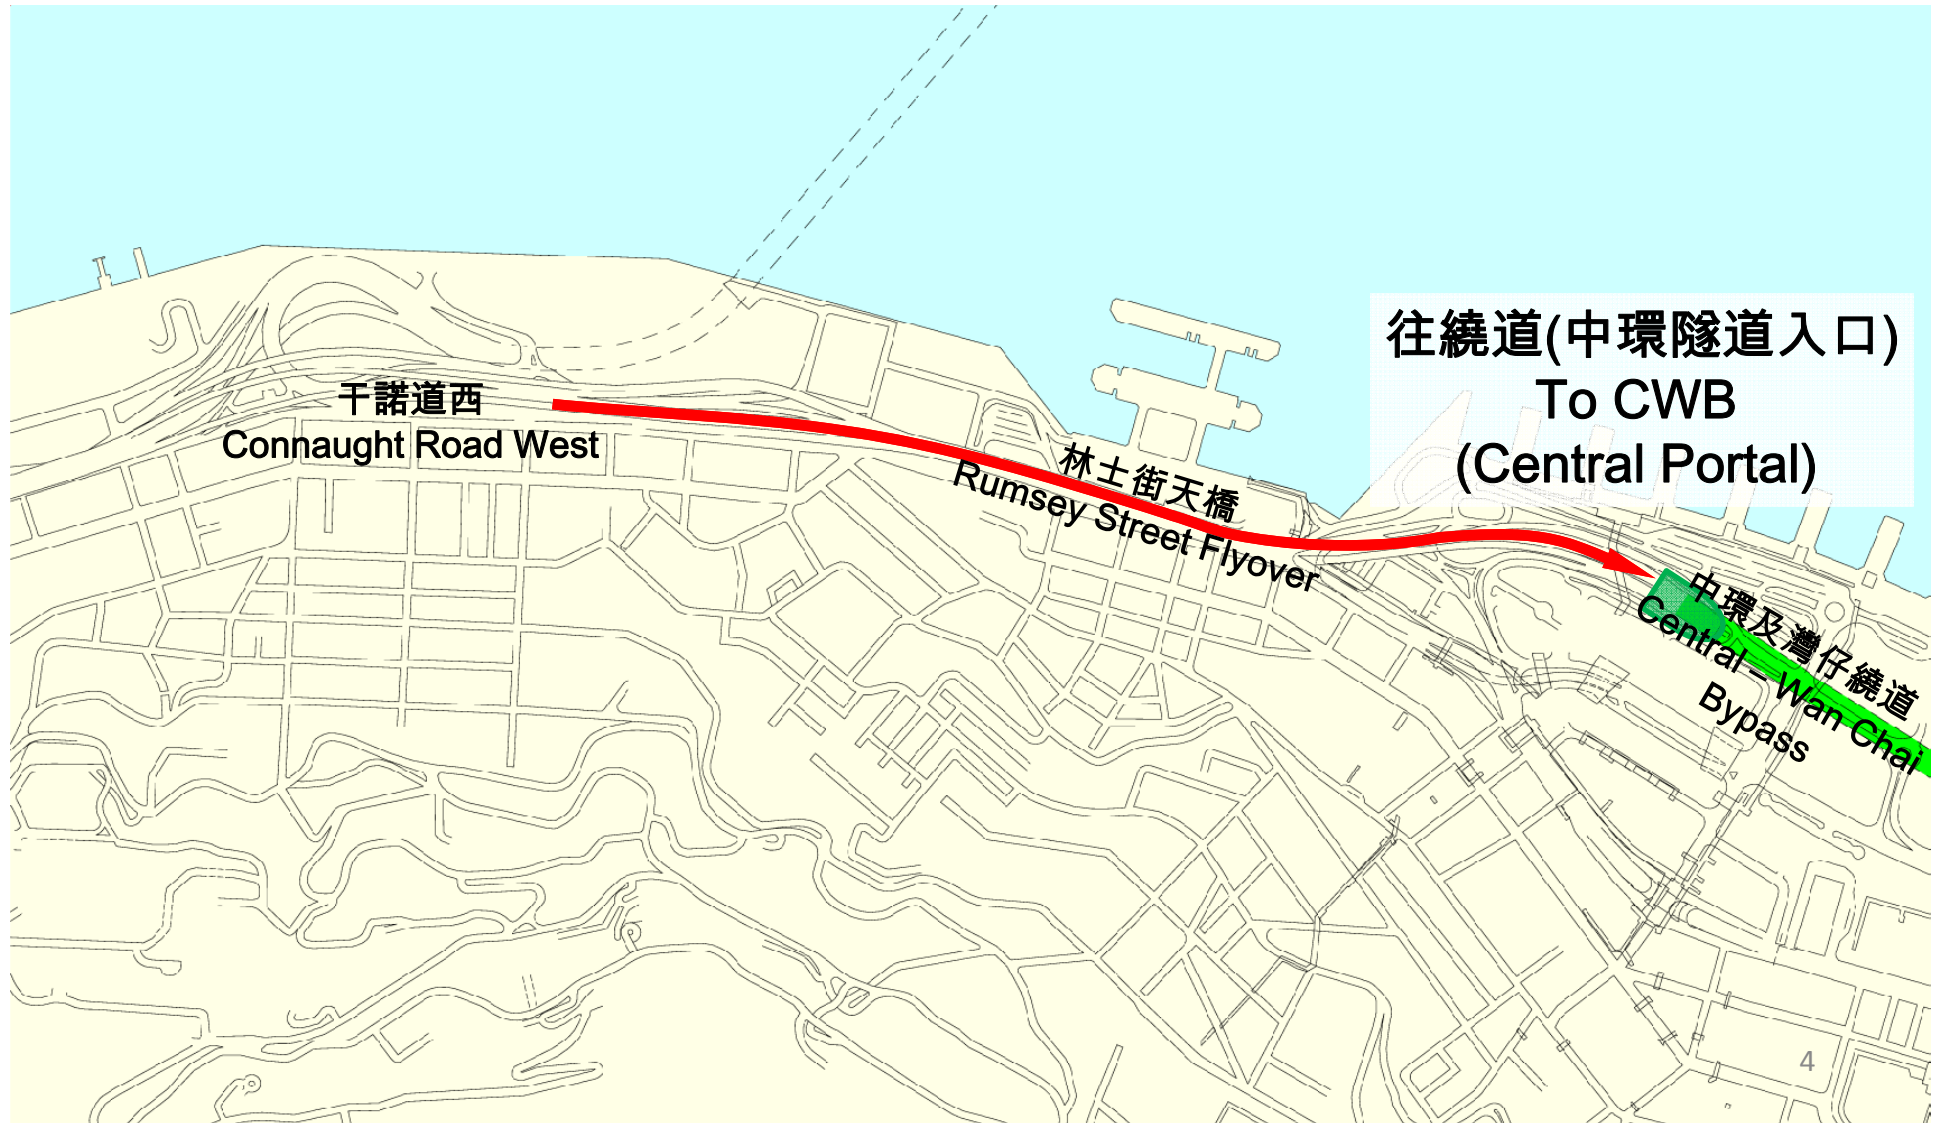 往繞道(中環隧道入口)
To CWB
(Central Portal)
干諾道西
Connaught Road West
林士街天橋
Rumsey Street Flyover
中環及灣仔繞道
Central – Wan Chai
Bypass
4